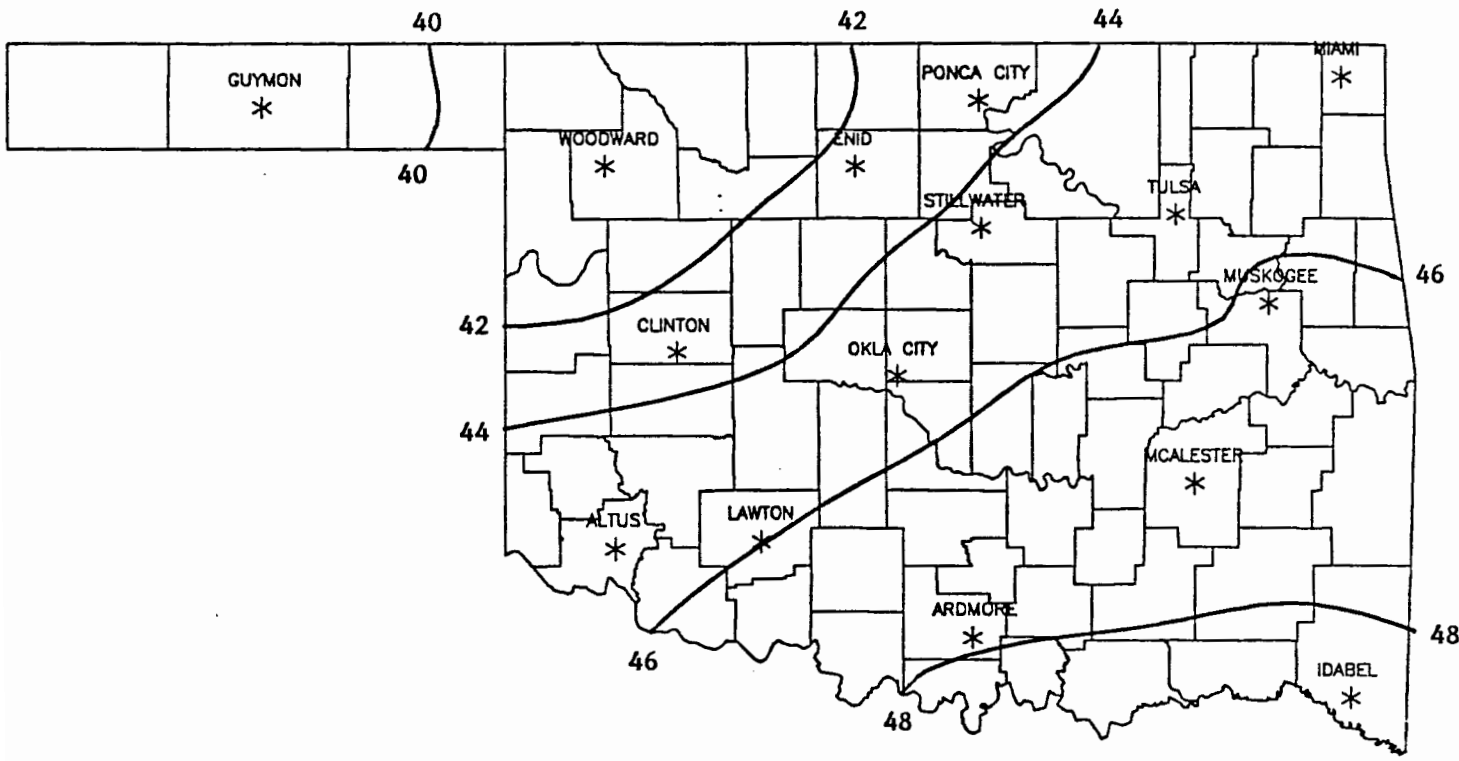 40
42
44
GUYMON
PONCA CITY
MIAMI
WOODWARD
ENID
40
TULSA
STILLWATER
46
MUSKOGEE
42
CLINTON
OKLA CITY
44
MCALESTER
ALTUS
LAWTON
ARDMORE
48
46
IDABEL
48